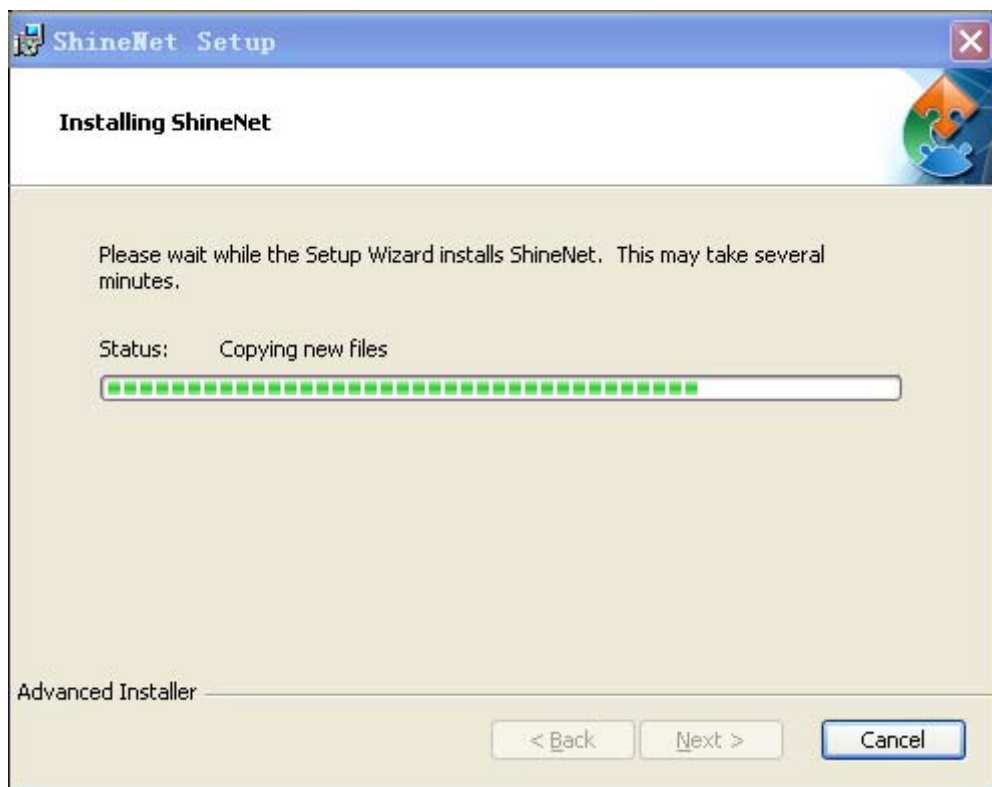 ShineNet Setup
Installing ShineNet
Please wait while the Setup Wizard installs ShineNet. This may take several
minutes.
Status: Copying new files
Advanced Installer
< Back Next > Cancel